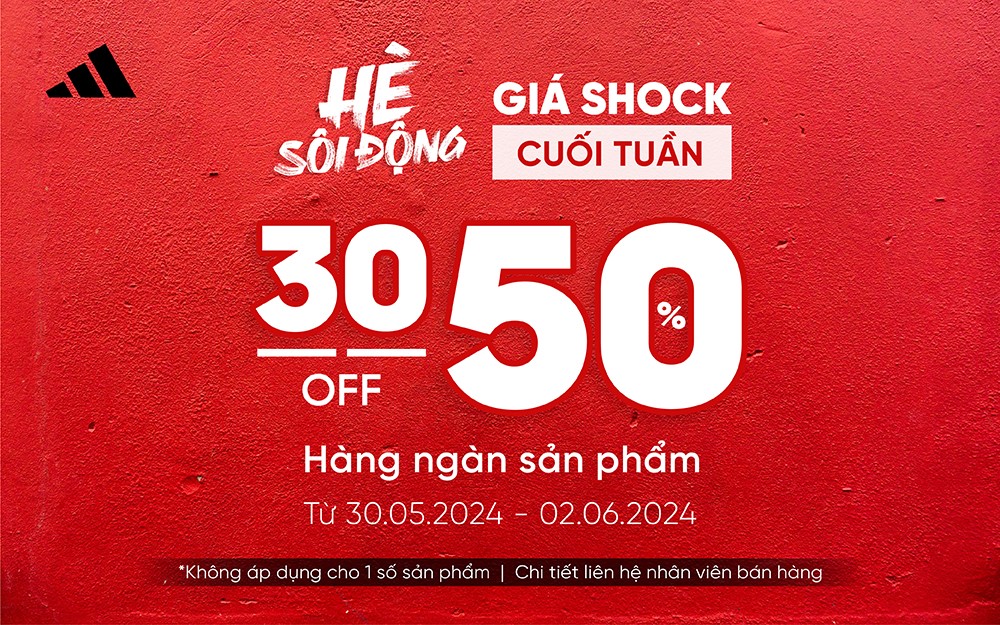 HÈ
SÔI ĐỘNG
GIÁ SHOCK
CUỐI TUẦN
30 50%
OFF
Hàng ngàn sản phẩm
Từ 30.05.2024 - 02.06.2024
*Không áp dụng cho 1 số sản phẩm | Chi tiết liên hệ nhân viên bán hàng